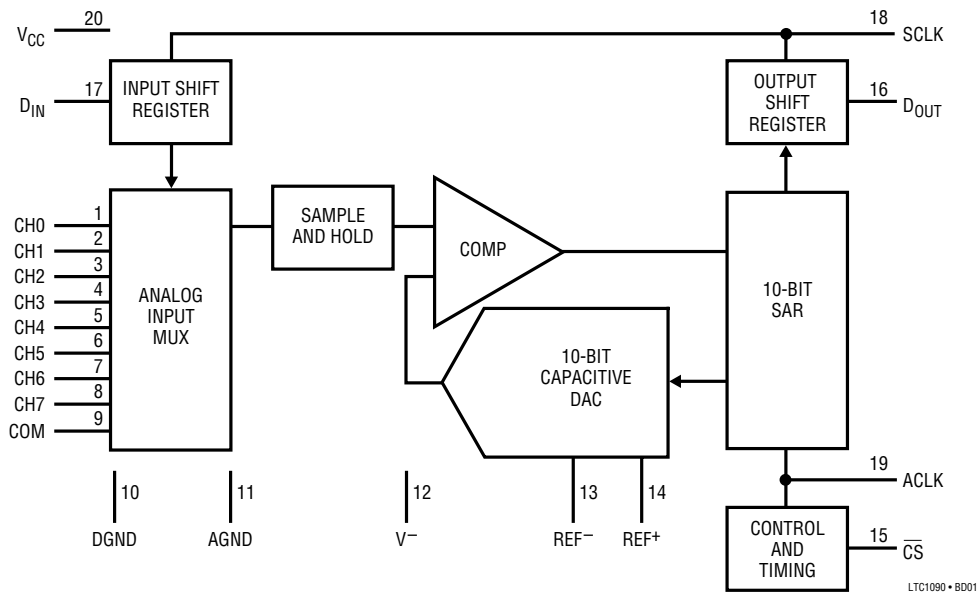 VCC 20
18 SCLK
DIN 17
INPUT SHIFT
REGISTER
OUTPUT
SHIFT
REGISTER
16 DOUT
CH0 1
CH1 2
CH2 3
CH3 4
CH4 5
CH5 6
CH6 7
CH7 8
COM 9
ANALOG
INPUT
MUX
SAMPLE
AND HOLD
COMP
10-BIT
SAR
10-BIT
CAPACITIVE
DAC
10
DGND
11
AGND
12
V–
13
REF–
14
REF+
19 ACLK
CONTROL
AND
TIMING
15 C̅S̅
LTC1090 • BD01